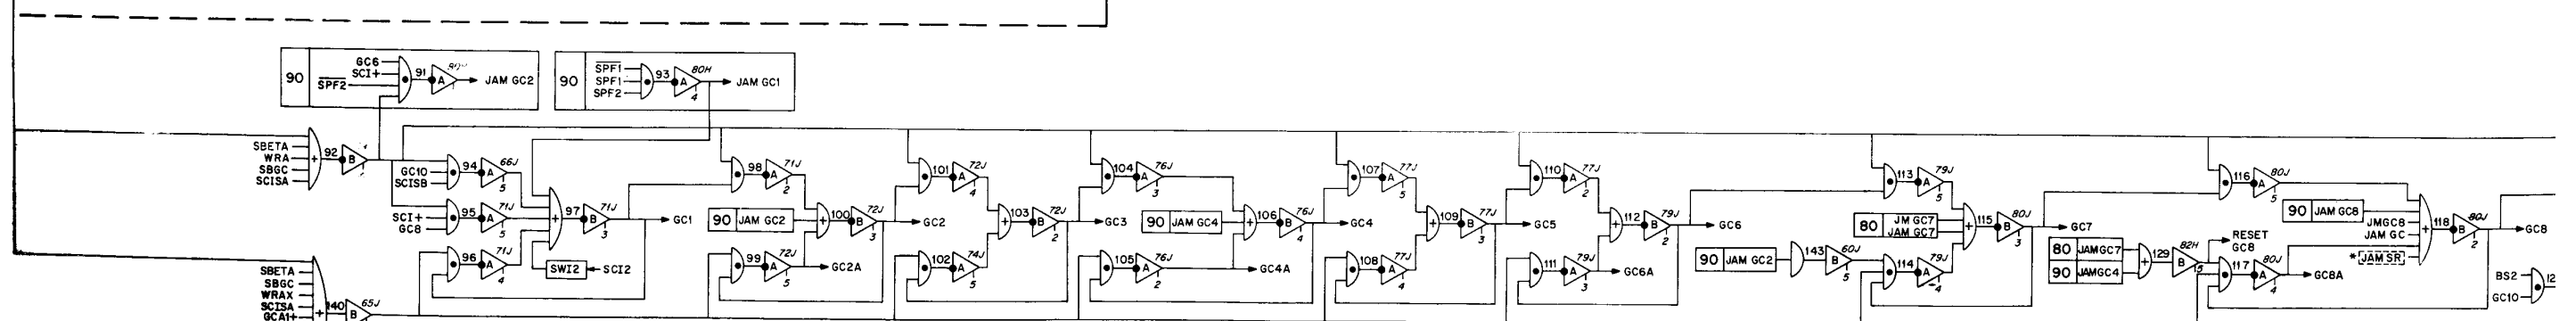 90
GC6
SCI+
SPF2
91
A
JAM GC2
90
SPF1
SPF1
SPF2
93
A
80H
4
JAM GC1
SBETA
WRA
SBGC
SCISA
+
92
B
GC10
SCISB
94
A
66J
5
SCI+
GC8
95
A
71J
5
96
A
71J
4
+
97
B
71J
3
GC1
SWI2
SCI2
98
A
71J
2
90
JAM GC2
+
100
B
72J
3
GC2
99
A
72J
5
GC2A
101
A
72J
4
+
103
B
72J
2
GC3
102
A
74J
5
104
A
76J
3
90
JAM GC4
+
106
B
76J
4
GC4
105
A
76J
2
GC4A
107
A
77J
5
+
109
B
77J
3
GC5
108
A
77J
4
110
A
77J
2
+
112
B
79J
2
GC6
111
A
79J
3
GC6A
90
JAM GC2
143
B
60J
5
113
A
79J
5
80
JM GC7
JAM GC7
+
115
B
80J
3
GC7
114
A
79J
4
80
JAMGC7
90
JAMGC4
+
129
B
82H
15
RESET
GC8
116
A
80J
5
90
JAM GC8
JMGC8
JAM GC
* JAM SR
+
118
B
80J
2
GC8
117
A
80J
4
GC8A
BS2
GC10
12
SBETA
SBGC
WRAX
SCISA
GCA1+
+
140
B
65J